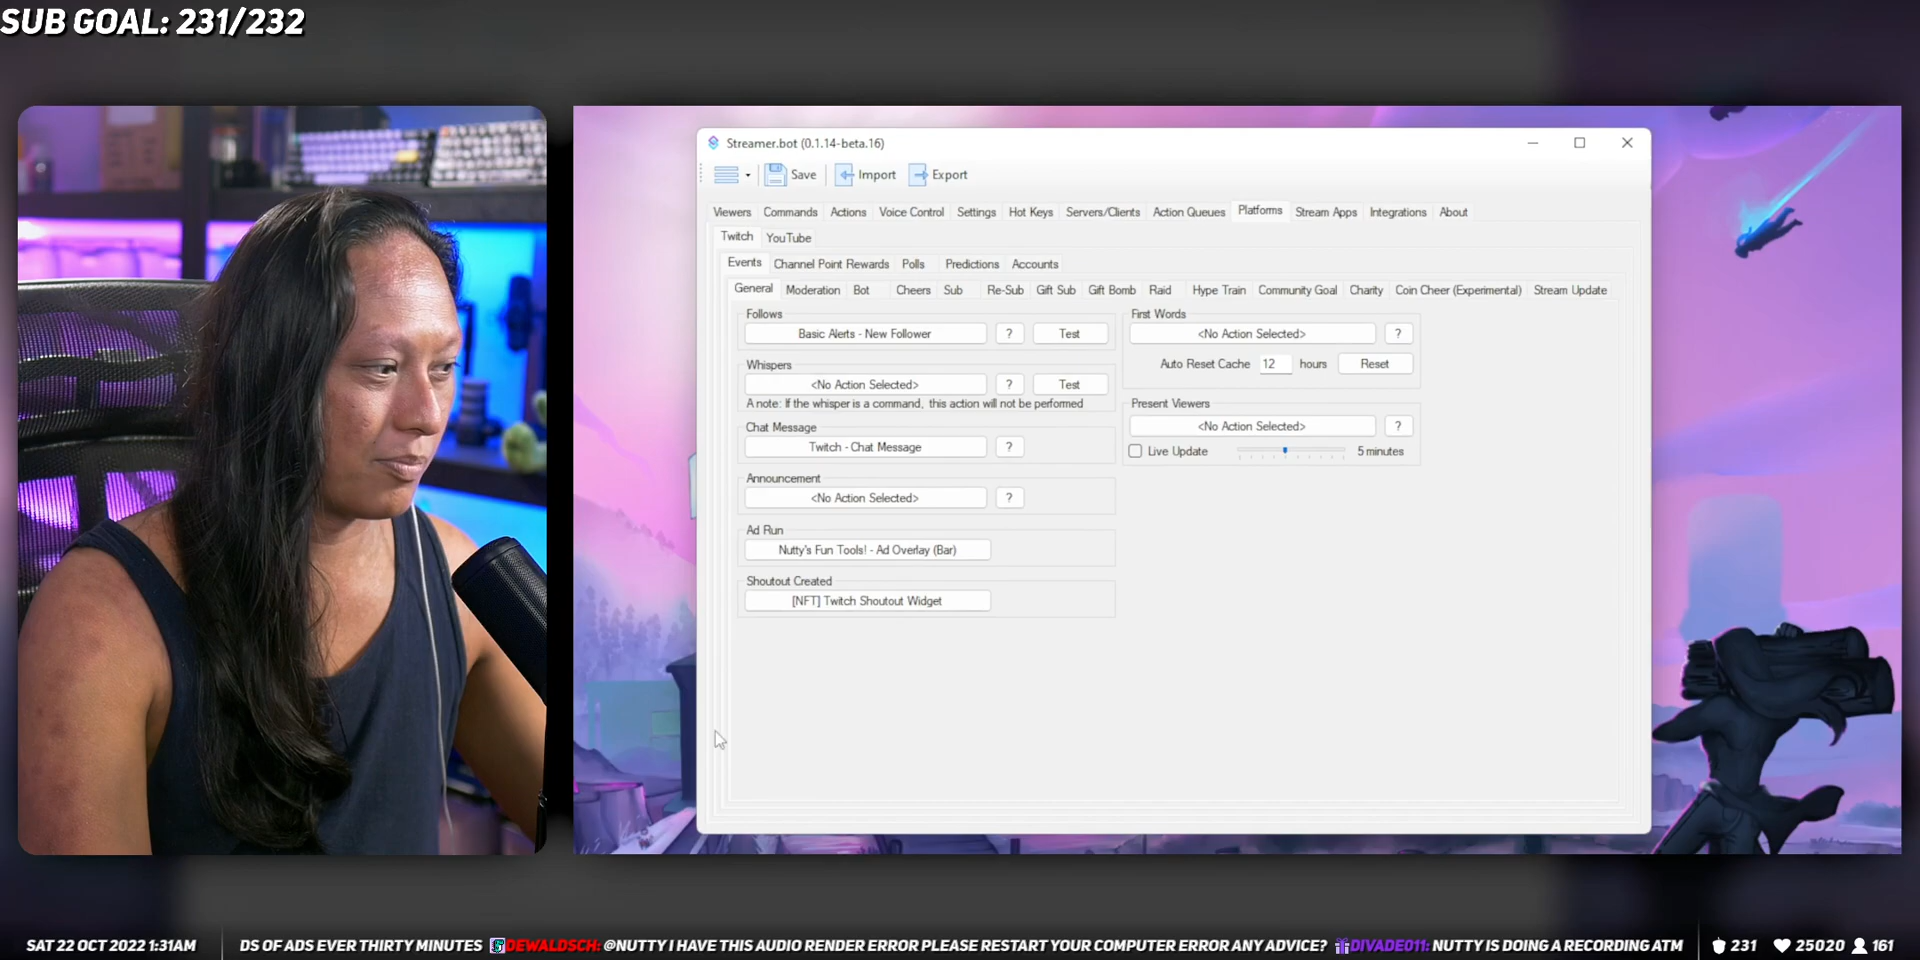 SUB GOAL: 231/232
Streamer.bot (0.1.14-beta.16)
Save Import Export
Viewers Commands Actions Voice Control Settings Hot Keys Servers/Clients Action Queues Platforms Stream Apps Integrations About
Twitch YouTube
Events Channel Point Rewards Polls Predictions Accounts
General Moderation Bot Cheers Sub Re-Sub Gift Sub Gift Bomb Raid Hype Train Community Goal Charity Coin Cheer (Experimental) Stream Update
Follows
Basic Alerts - New Follower ? Test
Whispers
<No Action Selected> ? Test
A note: If the whisper is a command, this action will not be performed
Chat Message
Twitch - Chat Message ?
Announcement
<No Action Selected> ?
Ad Run
Nutty's Fun Tools! - Ad Overlay (Bar)
Shoutout Created
[NFT] Twitch Shoutout Widget
First Words
<No Action Selected> ?
Auto Reset Cache 12 hours Reset
Present Viewers
<No Action Selected> ?
Live Update 5 minutes
SAT 22 OCT 2022 1:31AM DS OF ADS EVER THIRTY MINUTES DEWALDSCH: @NUTTY I HAVE THIS AUDIO RENDER ERROR PLEASE RESTART YOUR COMPUTER ERROR ANY ADVICE? DIVADE011: NUTTY IS DOING A RECORDING ATM 231 25020 161